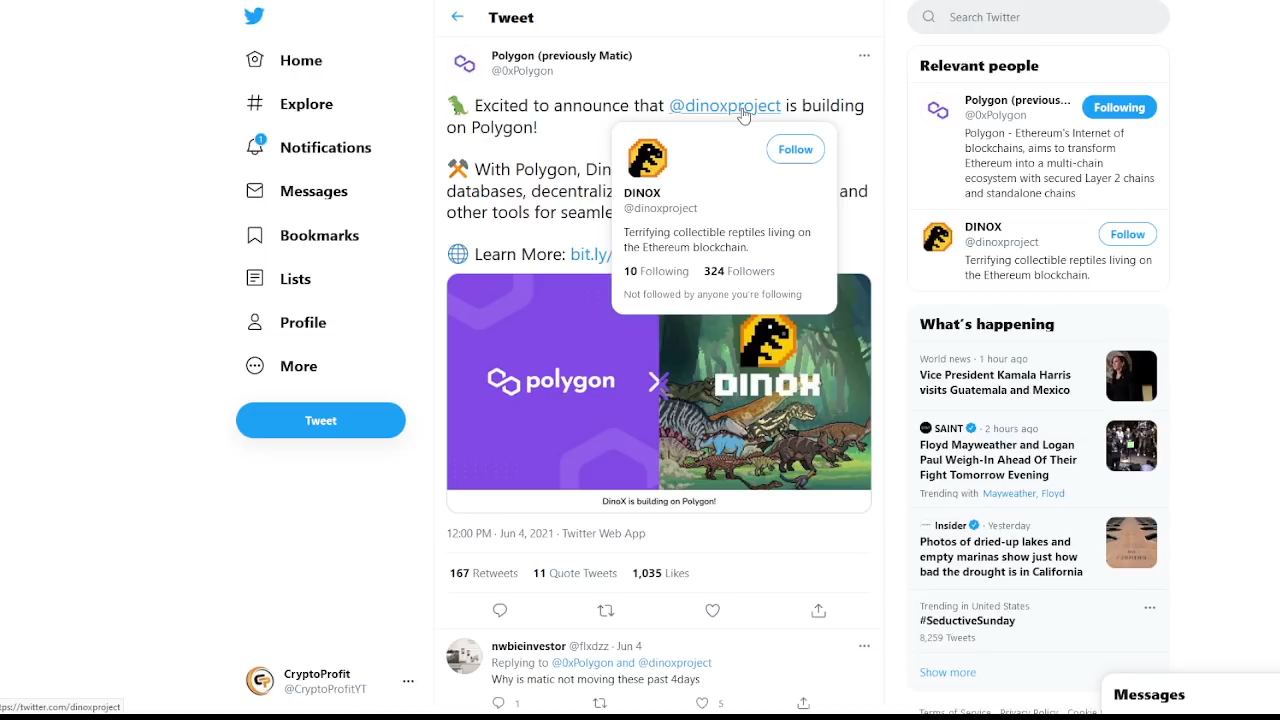 Home
Explore
1
Notifications
Messages
Bookmarks
Lists
Profile
More
Tweet
CryptoProfit
@CryptoProfitYT
tps://twitter.com/dinoxproject
Tweet
Polygon (previously Matic)
@0xPolygon
Excited to announce that @dinoxproject is building
on Polygon!
With Polygon, Din
databases, decentraliz
and
other tools for seamle
Learn More: bit.ly/
Follow
DINOX
@dinoxproject
Terrifying collectible reptiles living on
the Ethereum blockchain.
10 Following 324 Followers
Not followed by anyone you're following
polygon
X
DINOX
DinoX is building on Polygon!
12:00 PM · Jun 4, 2021 · Twitter Web App
167 Retweets 11 Quote Tweets 1,035 Likes
nwbieinvestor @flxdzz · Jun 4
Replying to @0xPolygon and @dinoxproject
Why is matic not moving these past 4days
1
5
Search Twitter
Relevant people
Polygon (previous...
@0xPolygon
Following
Polygon - Ethereum's Internet of
blockchains, aims to transform
Ethereum into a multi-chain
ecosystem with secured Layer 2 chains
and standalone chains
DINOX
@dinoxproject
Follow
Terrifying collectible reptiles living on
the Ethereum blockchain.
What's happening
World news · 1 hour ago
Vice President Kamala Harris
visits Guatemala and Mexico
SAINT · 2 hours ago
Floyd Mayweather and Logan
Paul Weigh-In Ahead Of Their
Fight Tomorrow Evening
Trending with Mayweather, Floyd
Insider · Yesterday
Photos of dried-up lakes and
empty marinas show just how
bad the drought is in California
Trending in United States
#SeductiveSunday
8,259 Tweets
Show more
Terms of Service Privacy Policy Cookie
Messages